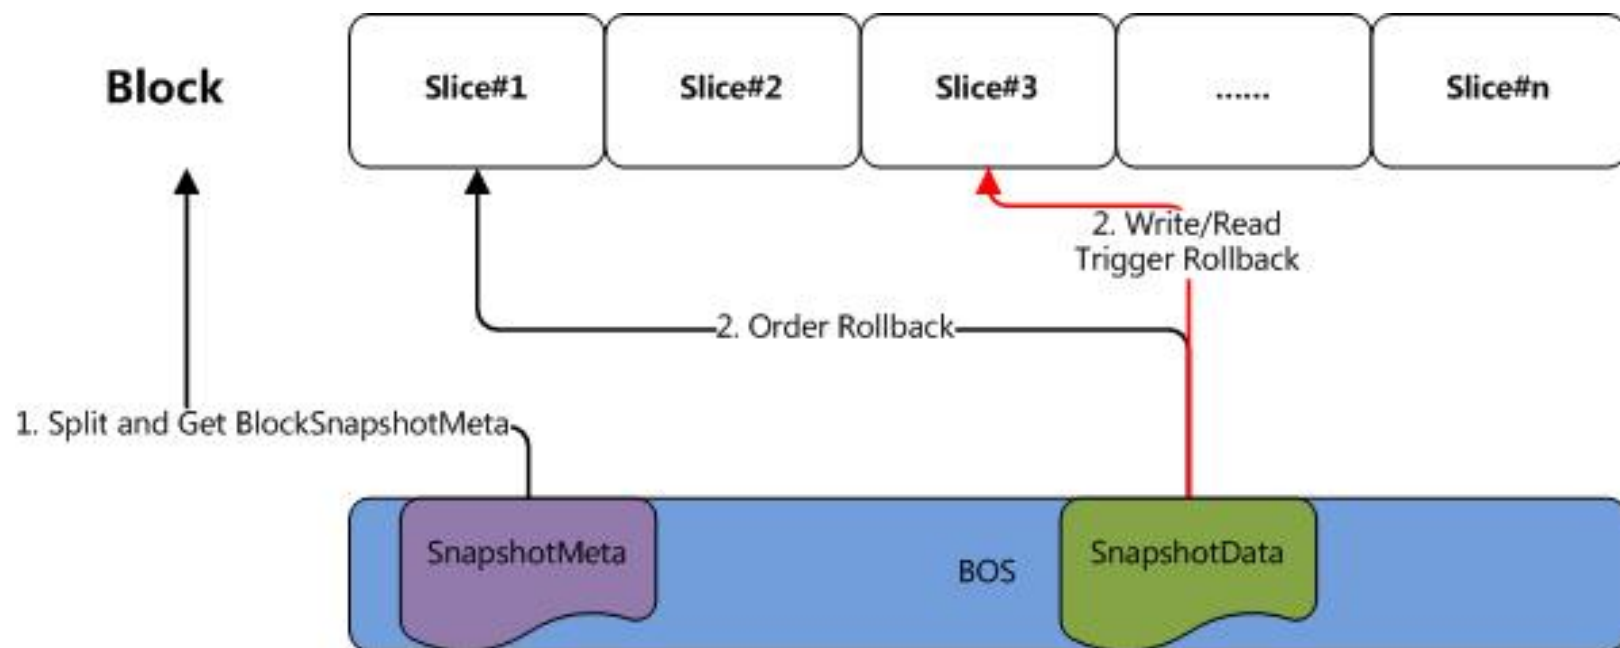 Block
Slice#1
Slice#2
Slice#3
......
Slice#n
2. Write/Read
Trigger Rollback
2. Order Rollback
1. Split and Get BlockSnapshotMeta
SnapshotMeta
BOS
SnapshotData